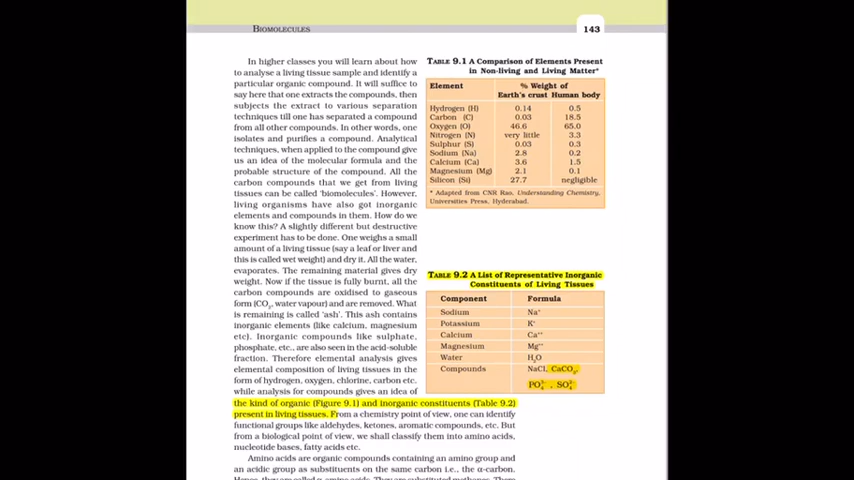 BIOMOLECULES
143
In higher classes you will learn about how
to analyse a living tissue sample and identify a
particular organic compound. It will suffice to
say here that one extracts the compounds, then
subjects the extract to various separation
techniques till one has separated a compound
from all other compounds. In other words, one
isolates and purifies a compound. Analytical
techniques, when applied to the compound give
us an idea of the molecular formula and the
probable structure of the compound. All the
carbon compounds that we get from living
tissues can be called 'biomolecules'. However,
living organisms have also got inorganic
elements and compounds in them. How do we
know this? A slightly different but destructive
experiment has to be done. One weighs a small
amount of a living tissue (say a leaf or liver and
this is called wet weight) and dry it. All the water,
evaporates. The remaining material gives dry
weight. Now if the tissue is fully burnt, all the
carbon compounds are oxidised to gaseous
form (CO₂, water vapour) and are removed. What
is remaining is called 'ash'. This ash contains
inorganic elements (like calcium, magnesium
etc). Inorganic compounds like sulphate,
phosphate, etc., are also seen in the acid-soluble
fraction. Therefore elemental analysis gives
elemental composition of living tissues in the
form of hydrogen, oxygen, chlorine, carbon etc.
while analysis for compounds gives an idea of
the kind of organic (Figure 9.1) and inorganic constituents (Table 9.2)
present in living tissues. From a chemistry point of view, one can identify
functional groups like aldehydes, ketones, aromatic compounds, etc. But
from a biological point of view, we shall classify them into amino acids,
nucleotide bases, fatty acids etc.
Amino acids are organic compounds containing an amino group and
an acidic group as substituents on the same carbon i.e., the α-carbon.
Hence, they are called α-amino acids. They are substituted methanes. There
TABLE 9.1 A Comparison of Elements Present
in Non-living and Living Matter*
Element % Weight of
Earth's crust Human body
Hydrogen (H) 0.14 0.5
Carbon (C) 0.03 18.5
Oxygen (O) 46.6 65.0
Nitrogen (N) very little 3.3
Sulphur (S) 0.03 0.3
Sodium (Na) 2.8 0.2
Calcium (Ca) 3.6 1.5
Magnesium (Mg) 2.1 0.1
Silicon (Si) 27.7 negligible
* Adapted from CNR Rao, Understanding Chemistry,
Universities Press, Hyderabad.
TABLE 9.2 A List of Representative Inorganic
Constituents of Living Tissues
Component Formula
Sodium Na⁺
Potassium K⁺
Calcium Ca⁺⁺
Magnesium Mg⁺⁺
Water H₂O
Compounds NaCl, CaCO₃,
PO₄³⁻, SO₄²⁻